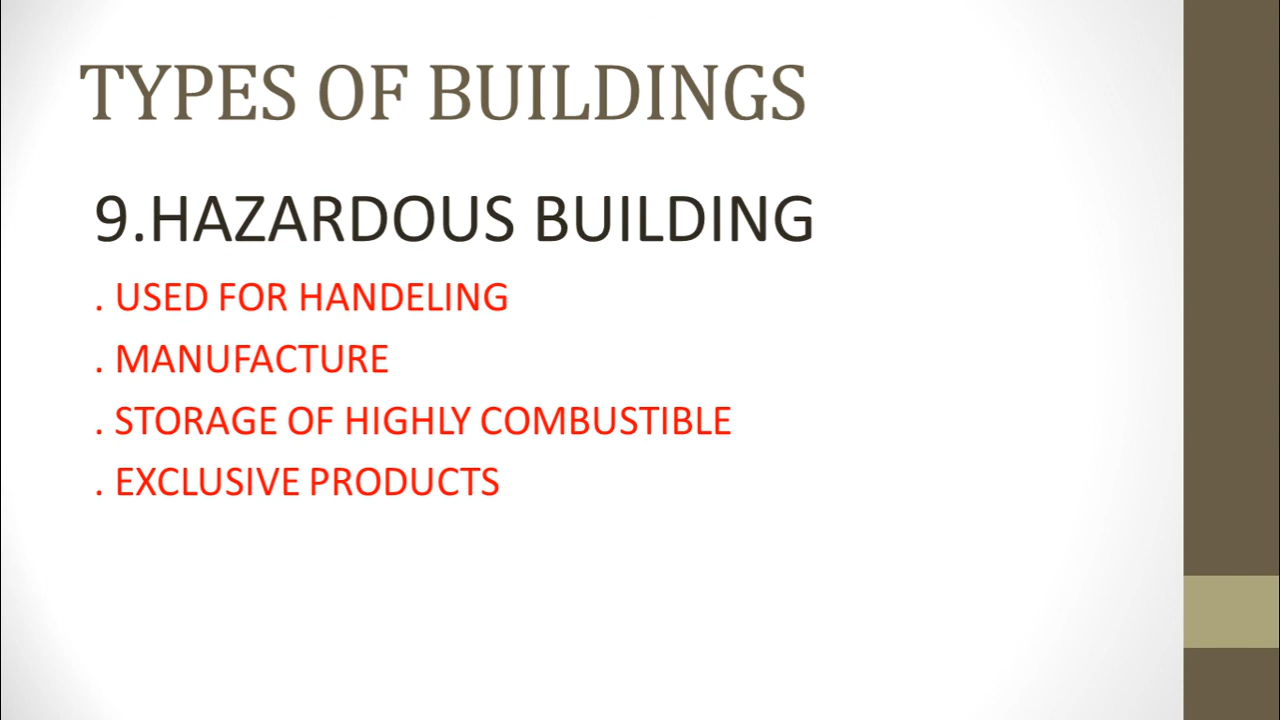 TYPES OF BUILDINGS
9.HAZARDOUS BUILDING
. USED FOR HANDELING
. MANUFACTURE
. STORAGE OF HIGHLY COMBUSTIBLE
. EXCLUSIVE PRODUCTS